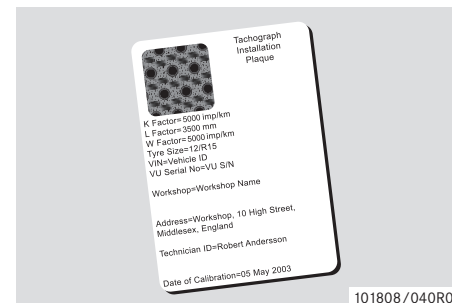 Tachograph
Installation
Plaque
K Factor=5000 imp/km
L Factor=3500 mm
W Factor=5000 imp/km
Tyre Size=12/R15
VIN=Vehicle ID
VU Serial No=VU S/N
Workshop=Workshop Name
Address=Workshop, 10 High Street,
Middlesex, England
Technician ID=Robert Andersson
Date of Calibration=05 May 2003
101808/040R0